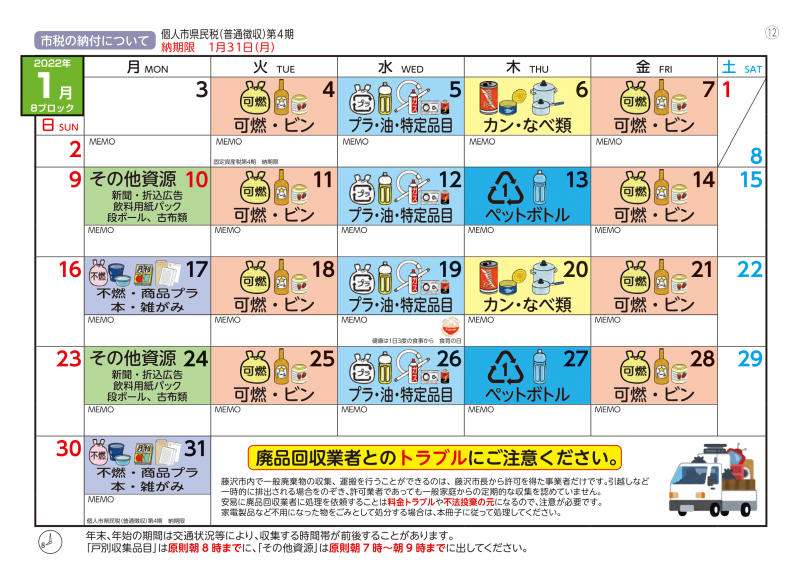 市税の納付について
個人市県民税(普通徴収)第4期
納期限　1月31日(月)
⑫
2022年
1月
8ブロック
日 SUN
月 MON
火 TUE
水 WED
木 THU
金 FRI
土 SAT
3
可燃
4
可燃・ビン
プラ
5
プラ・油・特定品目
6
カン・なべ類
可燃
7
可燃・ビン
1
8
2
MEMO
MEMO
固定資産税第4期　納期限
MEMO
MEMO
MEMO
9
その他資源 10
新聞・折込広告
飲料用紙パック
段ボール、古布類
可燃
11
可燃・ビン
プラ
12
プラ・油・特定品目
1
13
ペットボトル
可燃
14
可燃・ビン
15
MEMO
MEMO
MEMO
MEMO
MEMO
16
不燃
17
不燃・商品プラ
本・雑がみ
可燃
18
可燃・ビン
プラ
19
プラ・油・特定品目
20
カン・なべ類
可燃
21
可燃・ビン
22
MEMO
MEMO
MEMO
健康は1日3度の食事から　食育の日
MEMO
MEMO
23
その他資源 24
新聞・折込広告
飲料用紙パック
段ボール、古布類
可燃
25
可燃・ビン
プラ
26
プラ・油・特定品目
1
27
ペットボトル
可燃
28
可燃・ビン
29
MEMO
MEMO
MEMO
MEMO
MEMO
30
不燃
31
不燃・商品プラ
本・雑がみ
MEMO
個人市県民税(普通徴収)第4期　納期限
廃品回収業者とのトラブルにご注意ください。
藤沢市内で一般廃棄物の収集、運搬を行うことができるのは、藤沢市長から許可を得た事業者だけです。引越しなど
一時的に排出される場合をのぞき、許可業者であっても一般家庭からの定期的な収集を認めていません。
安易に廃品回収業者に処理を依頼することは料金トラブルや不法投棄の元になるので、注意が必要です。
家電製品など不用になった物をごみとして処分する場合は、本冊子に従って処理してください。
年末、年始の期間は交通状況等により、収集する時間帯が前後することがあります。
「戸別収集品目」は原則朝8時までに、「その他資源」は原則朝7時～朝9時までに出してください。